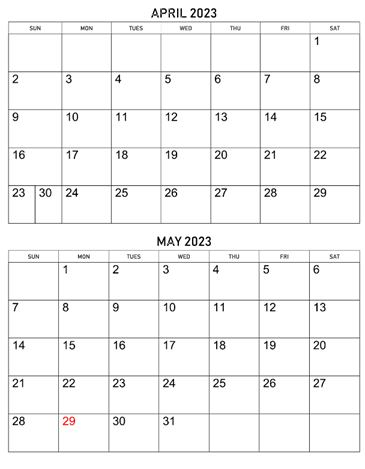 APRIL 2023
SUN MON TUES WED THU FRI SAT
1
2 3 4 5 6 7 8
9 10 11 12 13 14 15
16 17 18 19 20 21 22
23 30 24 25 26 27 28 29
MAY 2023
SUN MON TUES WED THU FRI SAT
1 2 3 4 5 6
7 8 9 10 11 12 13
14 15 16 17 18 19 20
21 22 23 24 25 26 27
28 29 30 31